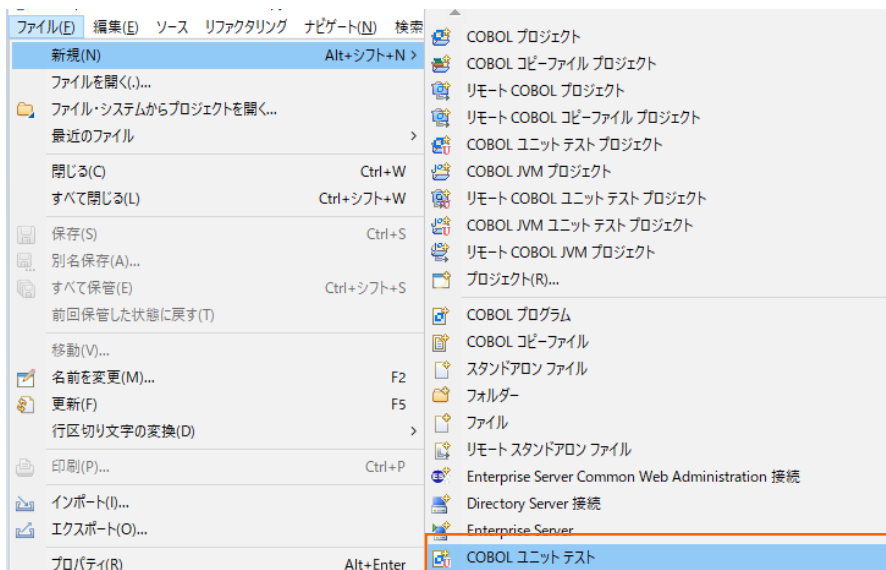 ファイル(F) 編集(E) ソース リファクタリング ナビゲート(N) 検索
新規(N) Alt+シフト+N >
ファイルを開く(.)...
ファイル・システムからプロジェクトを開く...
最近のファイル >
閉じる(C) Ctrl+W
すべて閉じる(L) Ctrl+シフト+W
保存(S) Ctrl+S
別名保存(A)...
すべて保管(E) Ctrl+シフト+S
前回保管した状態に戻す(T)
移動(V)...
名前を変更(M)... F2
更新(F) F5
行区切り文字の変換(D) >
印刷(P)... Ctrl+P
インポート(I)...
エクスポート(O)...
プロパティ(R) Alt+Enter
COBOL プロジェクト
COBOL コピーファイル プロジェクト
リモート COBOL プロジェクト
リモート COBOL コピーファイル プロジェクト
COBOL ユニット テスト プロジェクト
COBOL JVM プロジェクト
リモート COBOL ユニット テスト プロジェクト
COBOL JVM ユニット テスト プロジェクト
リモート COBOL JVM プロジェクト
プロジェクト(R)...
COBOL プログラム
COBOL コピーファイル
スタンドアロン ファイル
フォルダー
ファイル
リモート スタンドアロン ファイル
Enterprise Server Common Web Administration 接続
Directory Server 接続
Enterprise Server
COBOL ユニット テスト